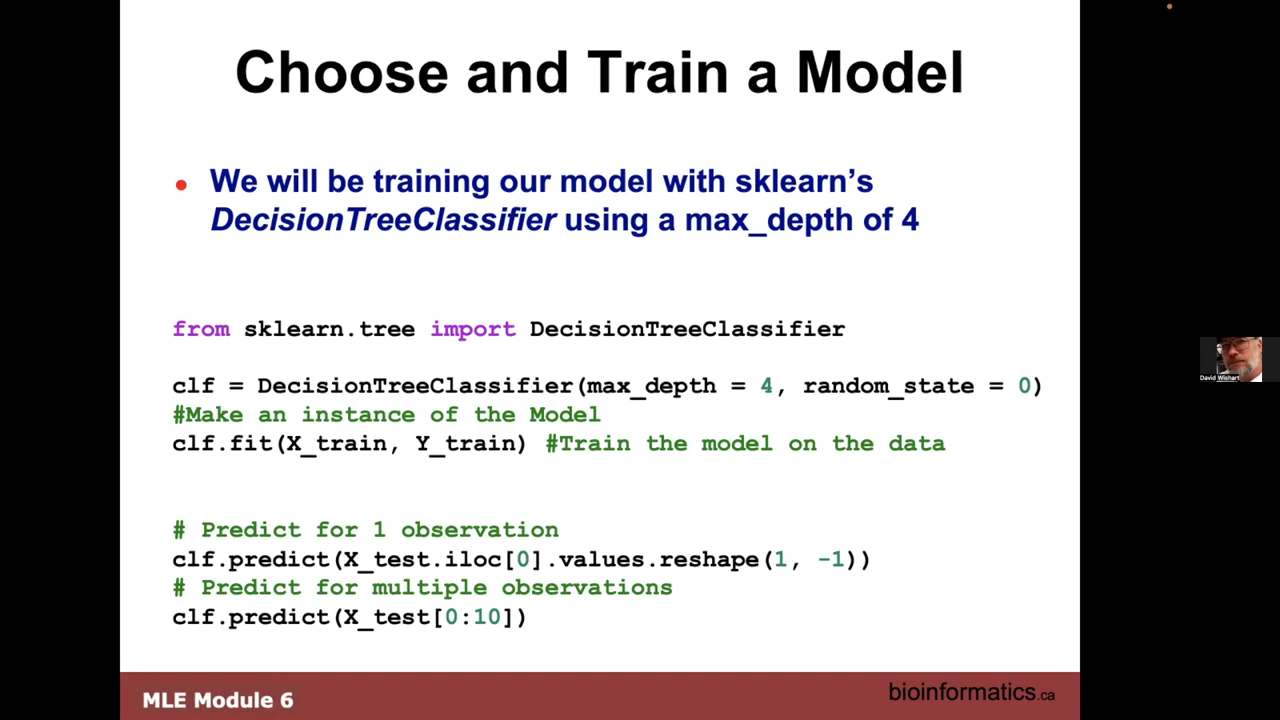 Choose and Train a Model
• We will be training our model with sklearn’s
DecisionTreeClassifier using a max_depth of 4
from sklearn.tree import DecisionTreeClassifier
clf = DecisionTreeClassifier(max_depth = 4, random_state = 0)
#Make an instance of the Model
clf.fit(X_train, Y_train) #Train the model on the data
# Predict for 1 observation
clf.predict(X_test.iloc[0].values.reshape(1, -1))
# Predict for multiple observations
clf.predict(X_test[0:10])
David Wishart
MLE Module 6
bioinformatics.ca